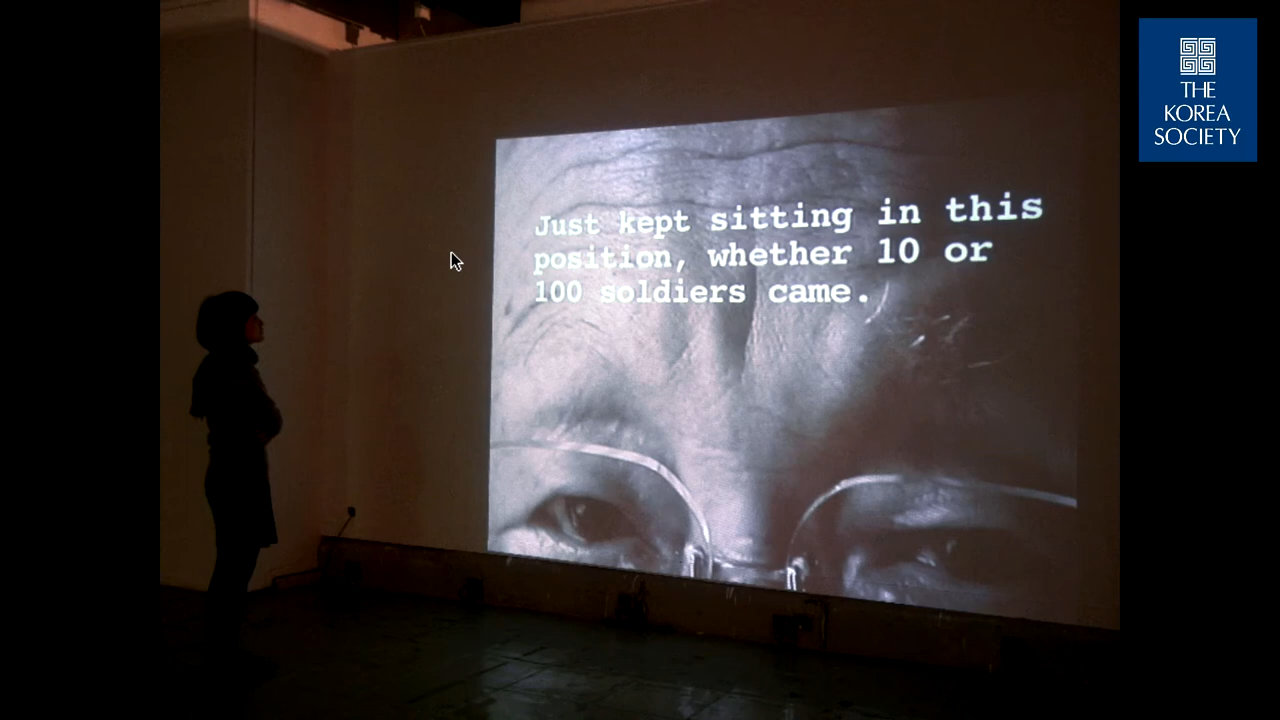 Just kept sitting in this
position, whether 10 or
100 soldiers came.
THE
KOREA
SOCIETY